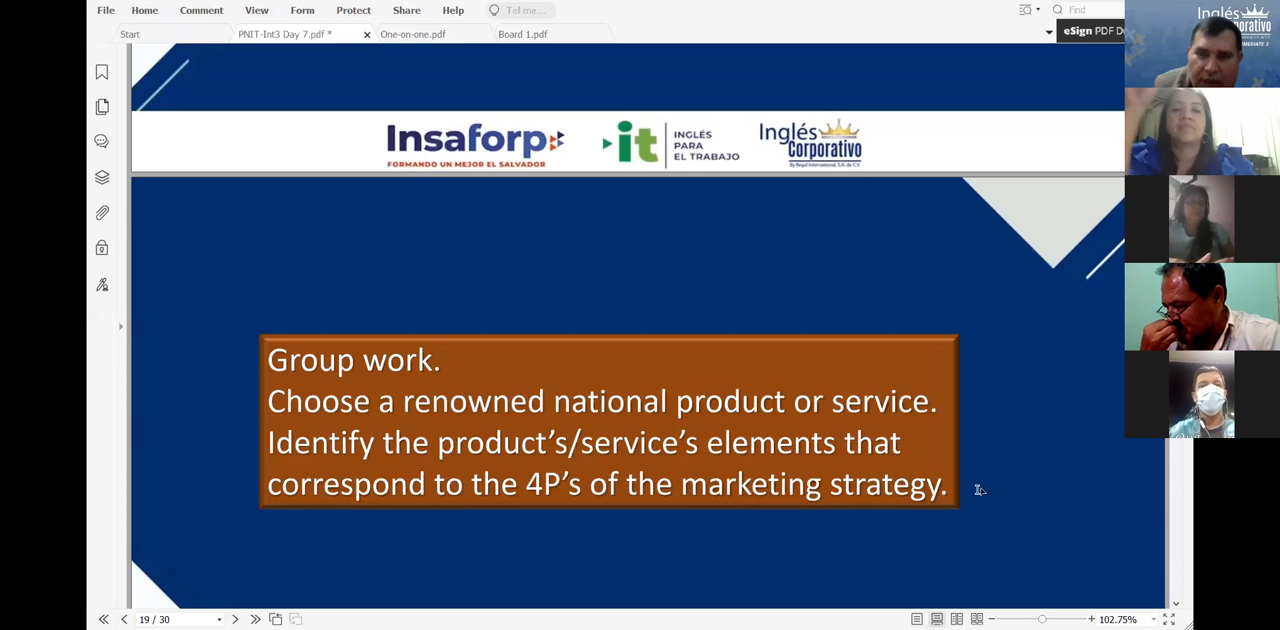 File Home Comment View Form Protect Share Help Tell me... Find
Start PNIT-Int3 Day 7.pdf * One-on-one.pdf Board 1.pdf
eSign PDF
Insaforp
FORMANDO UN MEJOR EL SALVADOR
it
INGLÉS
PARA
EL TRABAJO
Inglés
Corporativo
By Regal International, S.A. de C.V.
Inglés
Corporativo
Group work.
Choose a renowned national product or service.
Identify the product's/service's elements that
correspond to the 4P's of the marketing strategy.
19 / 30
102.75%